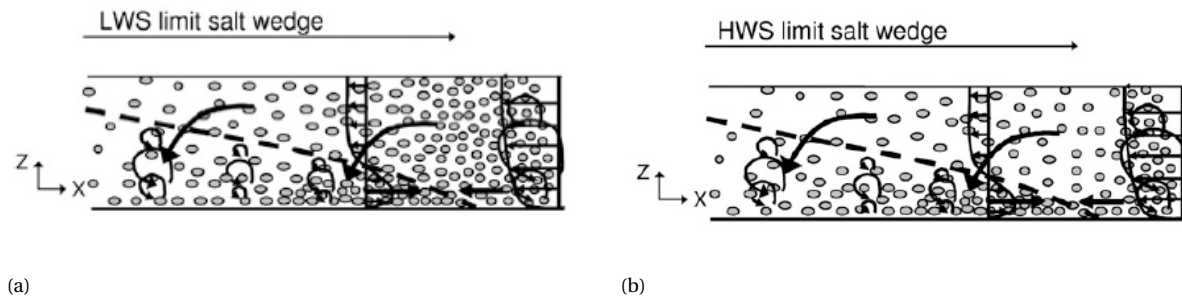 LWS limit salt wedge
Z
X
(a)
HWS limit salt wedge
Z
X
(b)